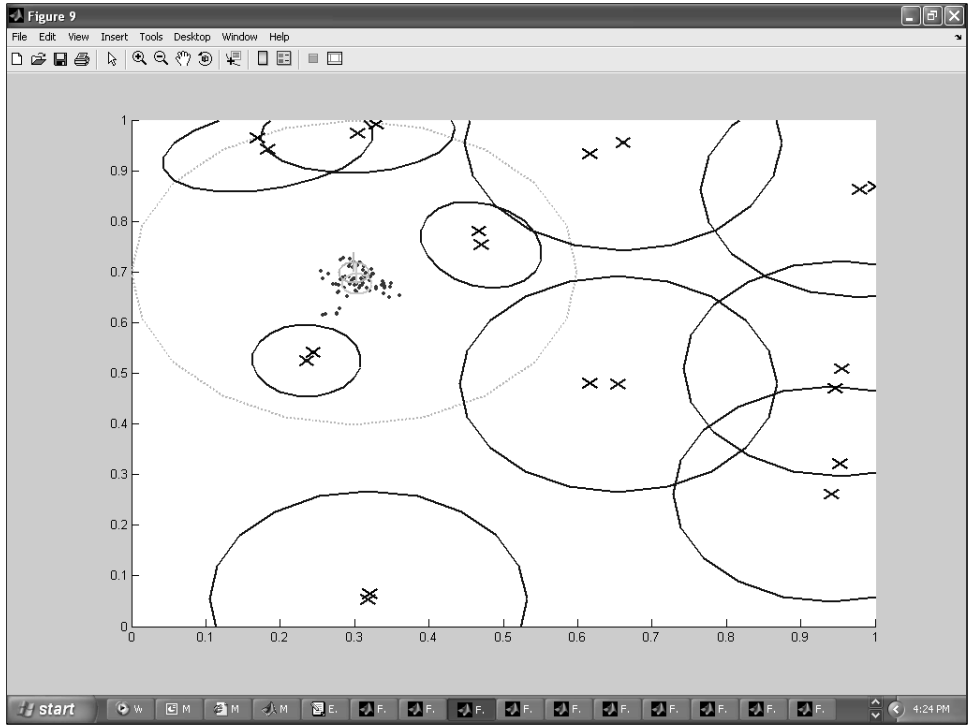 Figure 9
File Edit View Insert Tools Desktop Window Help
1
0.9
0.8
0.7
0.6
0.5
0.4
0.3
0.2
0.1
0
0 0.1 0.2 0.3 0.4 0.5 0.6 0.7 0.8 0.9 1
start W M M M E. F. F. F. F. F. F. F. F. F. F. 4:24 PM